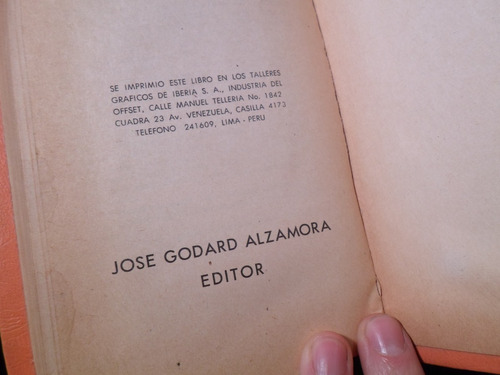 SE IMPRIMIO ESTE LIBRO EN LOS TALLERES
GRAFICOS DE IBERIA S. A., INDUSTRIA DEL
OFFSET, CALLE MANUEL TELLERIA No. 1842
CUADRA 23 Av. VENEZUELA, CASILLA 4173
TELEFONO 241609, LIMA - PERU
JOSE GODARD ALZAMORA
EDITOR